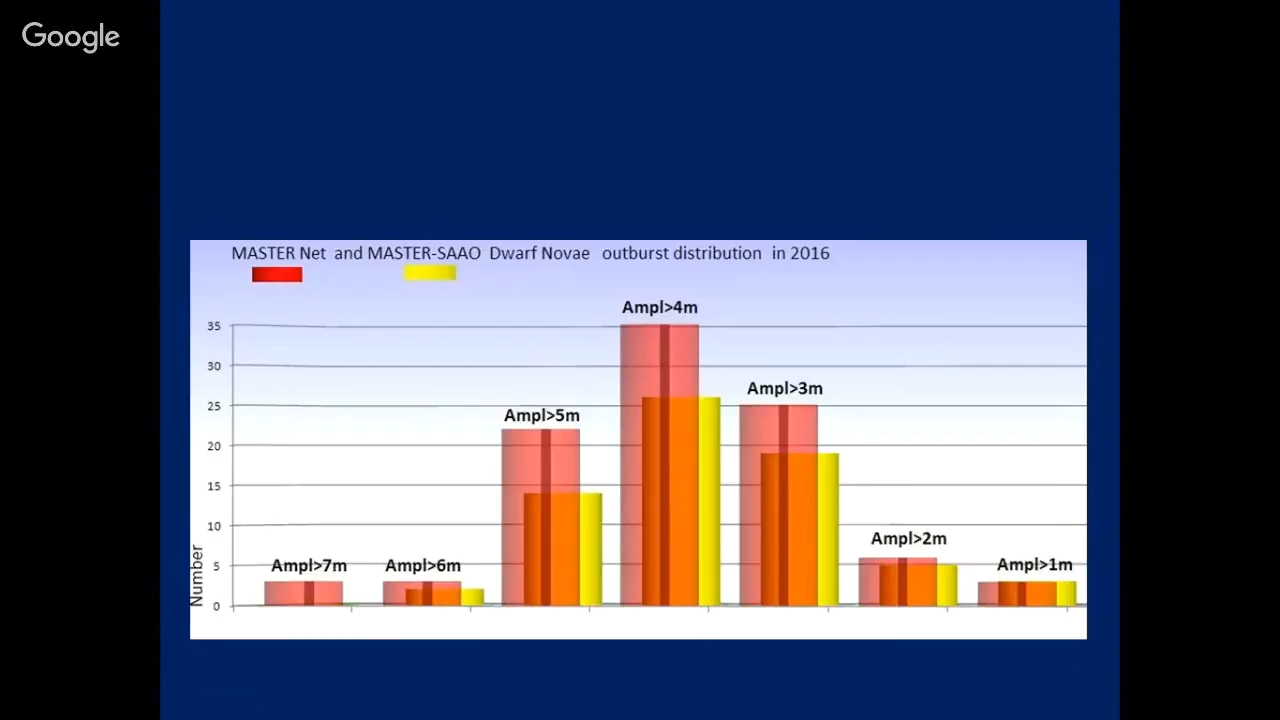 Google
MASTER Net and MASTER-SAAO Dwarf Novae outburst distribution in 2016
Ampl>4m
35
30
Ampl>3m
25
Ampl>5m
20
15
10
Ampl>2m
Ampl>7m
Ampl>6m
Ampl>1m
5
0
Number